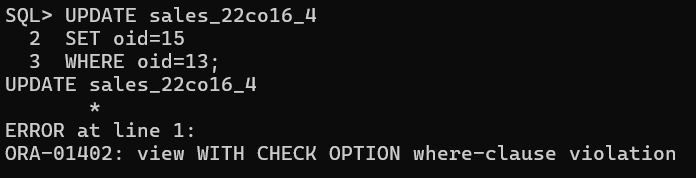 SQL> UPDATE sales_22co16_4
  2  SET oid=15
  3  WHERE oid=13;
UPDATE sales_22co16_4
       *
ERROR at line 1:
ORA-01402: view WITH CHECK OPTION where-clause violation